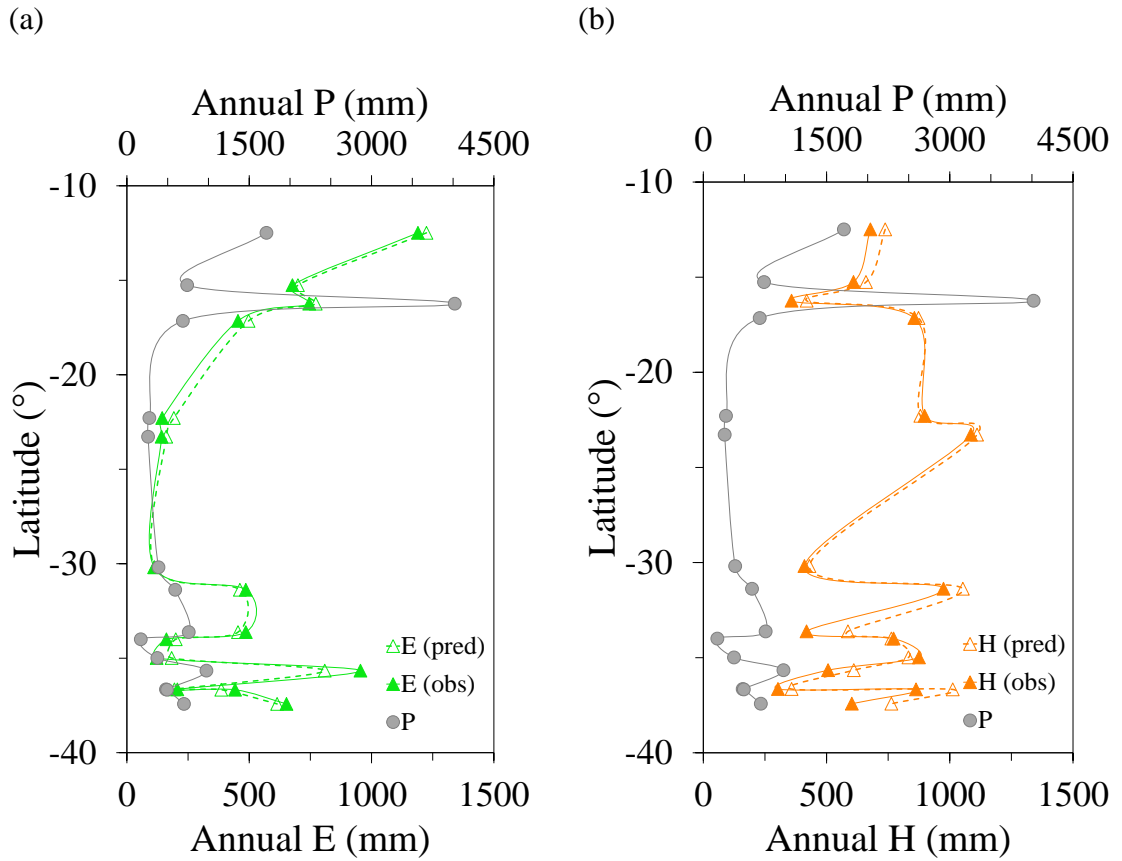 (a)
Annual P (mm)
0 1500 3000 4500
-10
-20
-30
-40
Latitude (°)
E (pred)
E (obs)
P
0 500 1000 1500
Annual E (mm)
(b)
Annual P (mm)
0 1500 3000 4500
-10
-20
-30
-40
Latitude (°)
H (pred)
H (obs)
P
0 500 1000 1500
Annual H (mm)